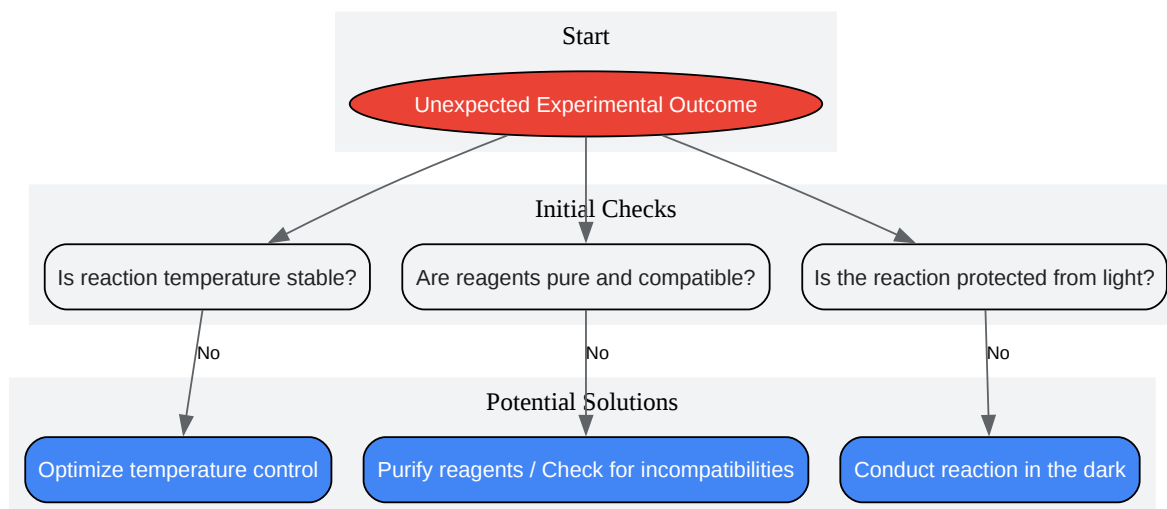 Start
Unexpected Experimental Outcome
Initial Checks
Is reaction temperature stable?
Are reagents pure and compatible?
Is the reaction protected from light?
No
No
No
Potential Solutions
Optimize temperature control
Purify reagents / Check for incompatibilities
Conduct reaction in the dark